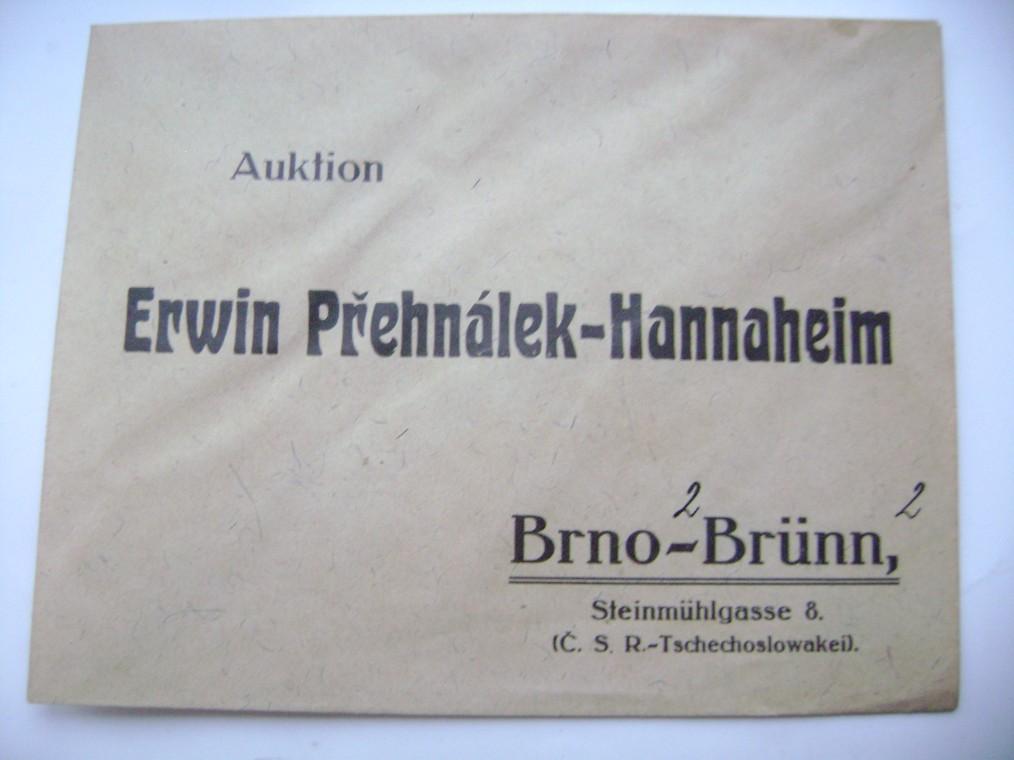 Auktion
Erwin Přehnálek-Hannaheim
2 2
Brno-Brünn,
Steinmühlgasse 8.
(Č. S. R.-Tschechoslowakei).